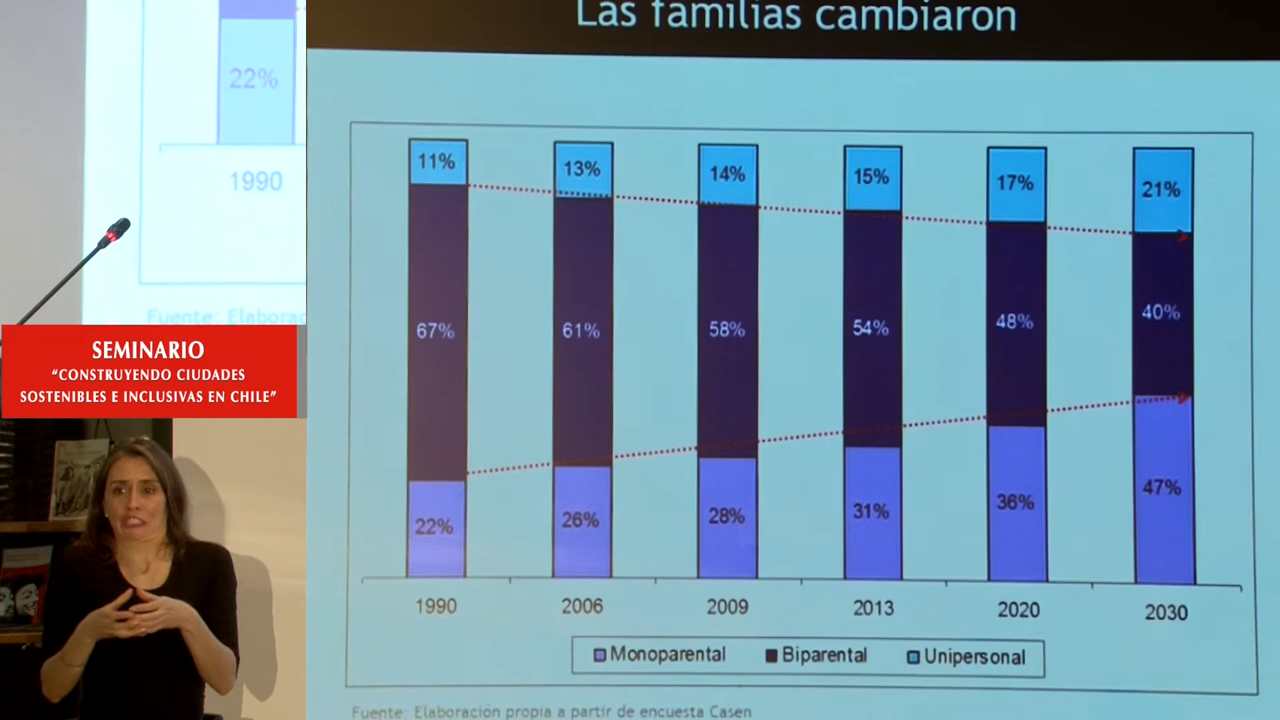 Las familias cambiaron
22%
1990
Fuente: Elaborac
SEMINARIO
“CONSTRUYENDO CIUDADES
SOSTENIBLES E INCLUSIVAS EN CHILE”
11% 13% 14% 15% 17% 21%
67% 61% 58% 54% 48% 40%
22% 26% 28% 31% 36% 47%
1990 2006 2009 2013 2020 2030
Monoparental Biparental Unipersonal
Fuente: Elaboración propia a partir de encuesta Casen